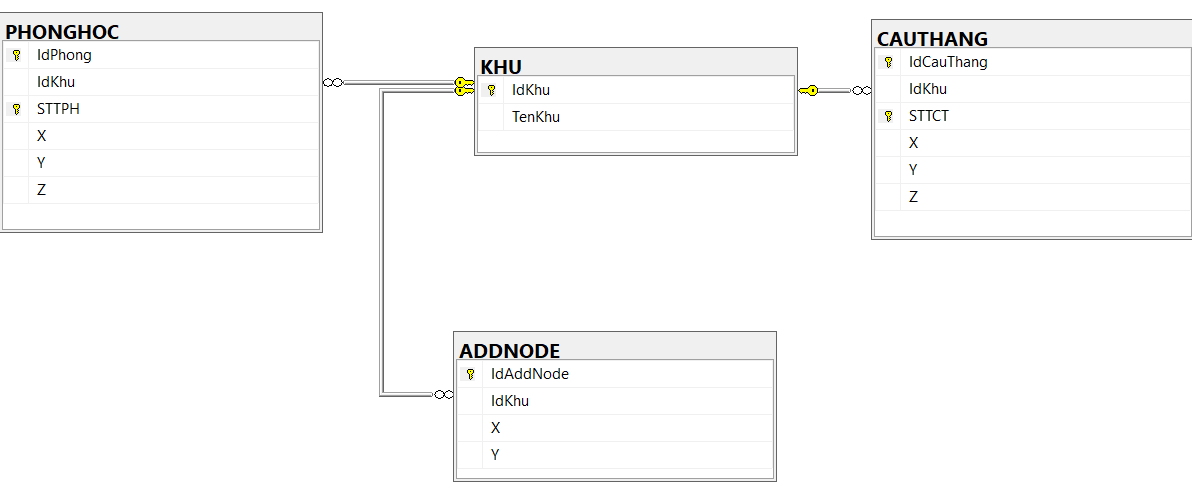 PHONGHOC
IdPhong
IdKhu
STTPH
X
Y
Z
KHU
IdKhu
TenKhu
CAUTHANG
IdCauThang
IdKhu
STTCT
X
Y
Z
ADDNODE
IdAddNode
IdKhu
X
Y